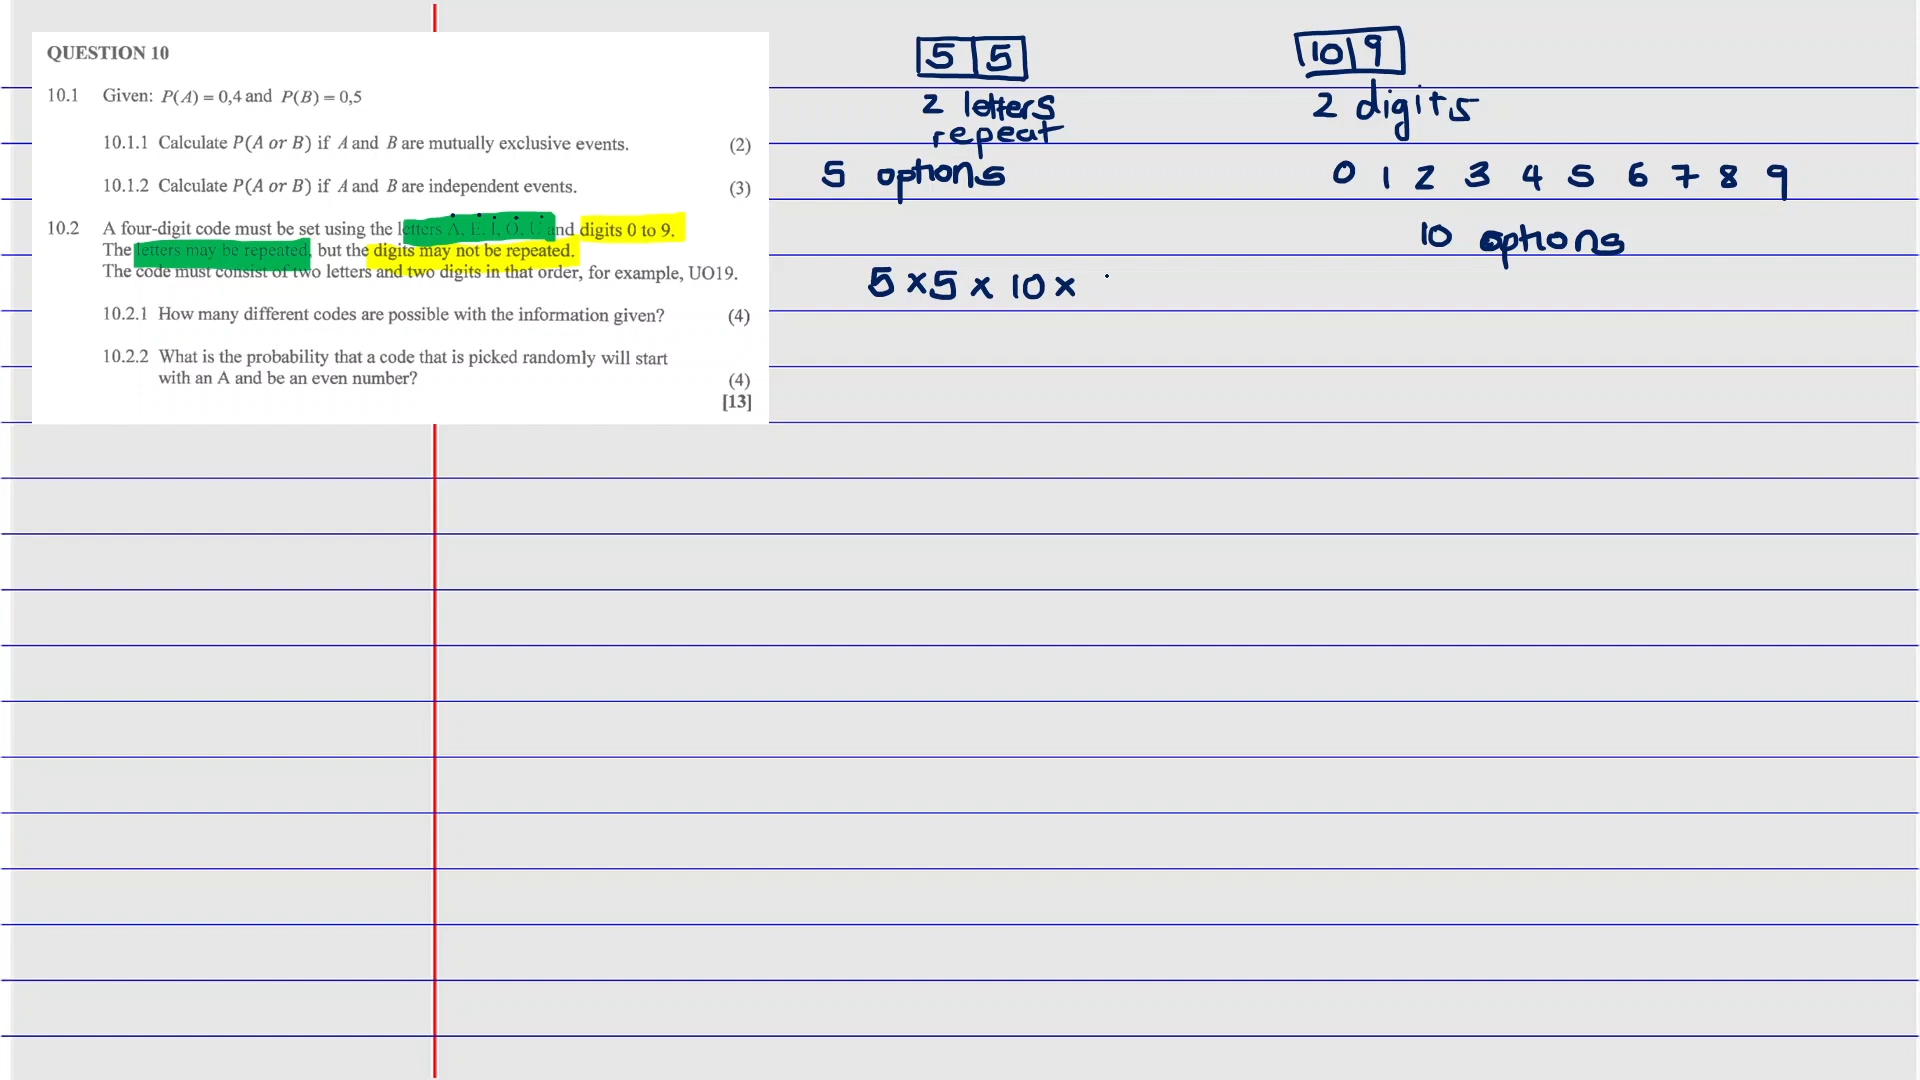 QUESTION 10
10.1 Given: P(A) = 0,4 and P(B) = 0,5
10.1.1 Calculate P(A or B) if A and B are mutually exclusive events. (2)
10.1.2 Calculate P(A or B) if A and B are independent events. (3)
10.2 A four-digit code must be set using the letters A, E, I, O, U and digits 0 to 9.
The letters may be repeated, but the digits may not be repeated.
The code must consist of two letters and two digits in that order, for example, UO19.
10.2.1 How many different codes are possible with the information given? (4)
10.2.2 What is the probability that a code that is picked randomly will start
with an A and be an even number? (4)
[13]
5 5
2 letters
repeat
5 options
10 9
2 digits
0 1 2 3 4 5 6 7 8 9
10 options
5 × 5 × 10 ×